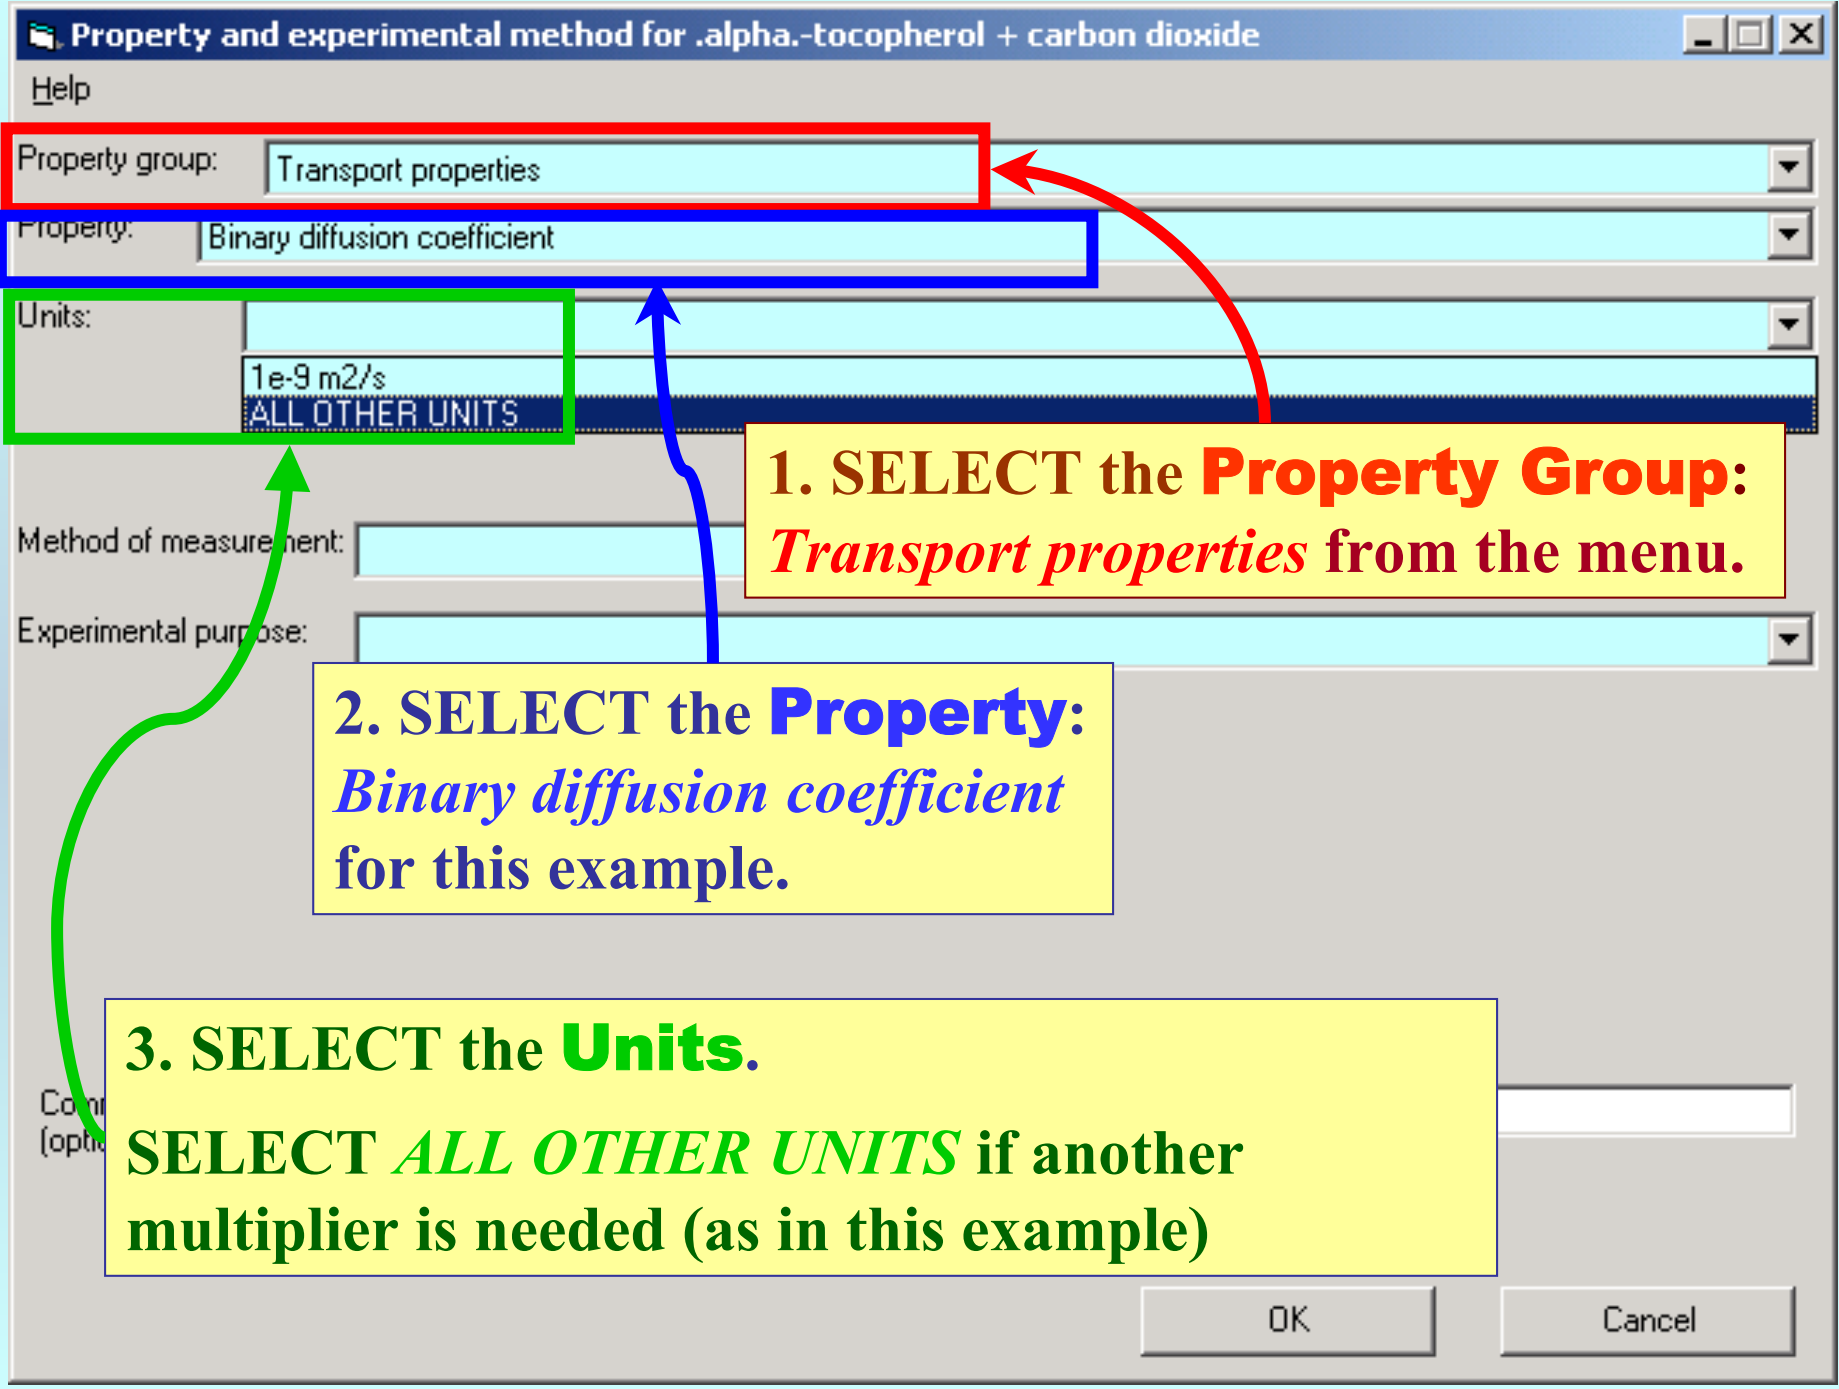 Property and experimental method for .alpha.-tocopherol + carbon dioxide
Help
Property group:
Transport properties
Property:
Binary diffusion coefficient
Units:
1e-9 m2/s
ALL OTHER UNITS
1. SELECT the Property Group:
Transport properties from the menu.
Method of measurement:
Experimental purpose:
2. SELECT the Property:
Binary diffusion coefficient
for this example.
3. SELECT the Units.
SELECT ALL OTHER UNITS if another
multiplier is needed (as in this example)
OK
Cancel